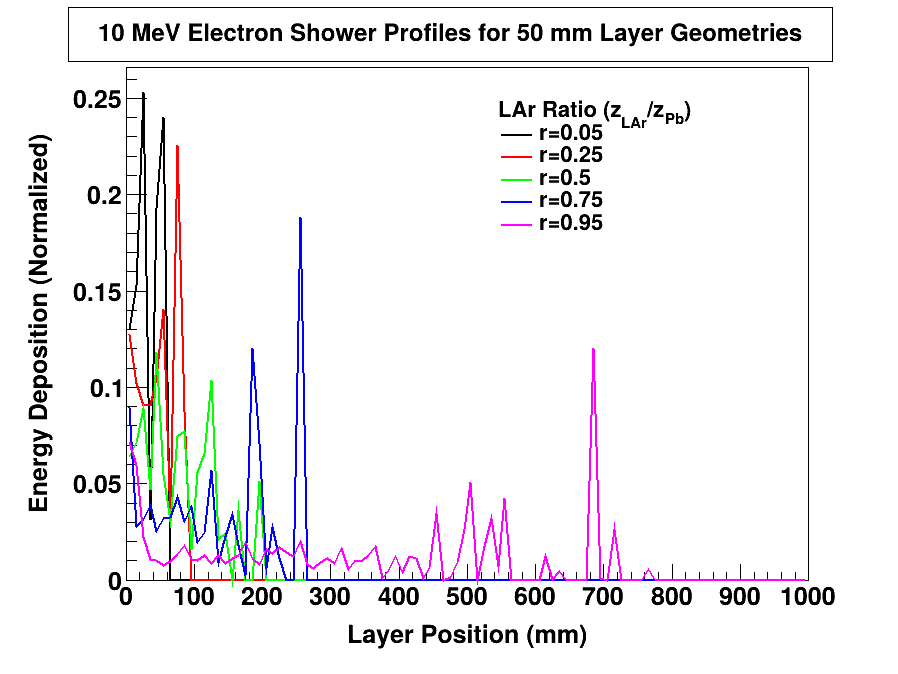 10 MeV Electron Shower Profiles for 50 mm Layer Geometries
Energy Deposition (Normalized)
0.25
0.2
0.15
0.1
0.05
0
LAr Ratio (z_LAr/z_Pb)
r=0.05
r=0.25
r=0.5
r=0.75
r=0.95
0 100 200 300 400 500 600 700 800 900 1000
Layer Position (mm)